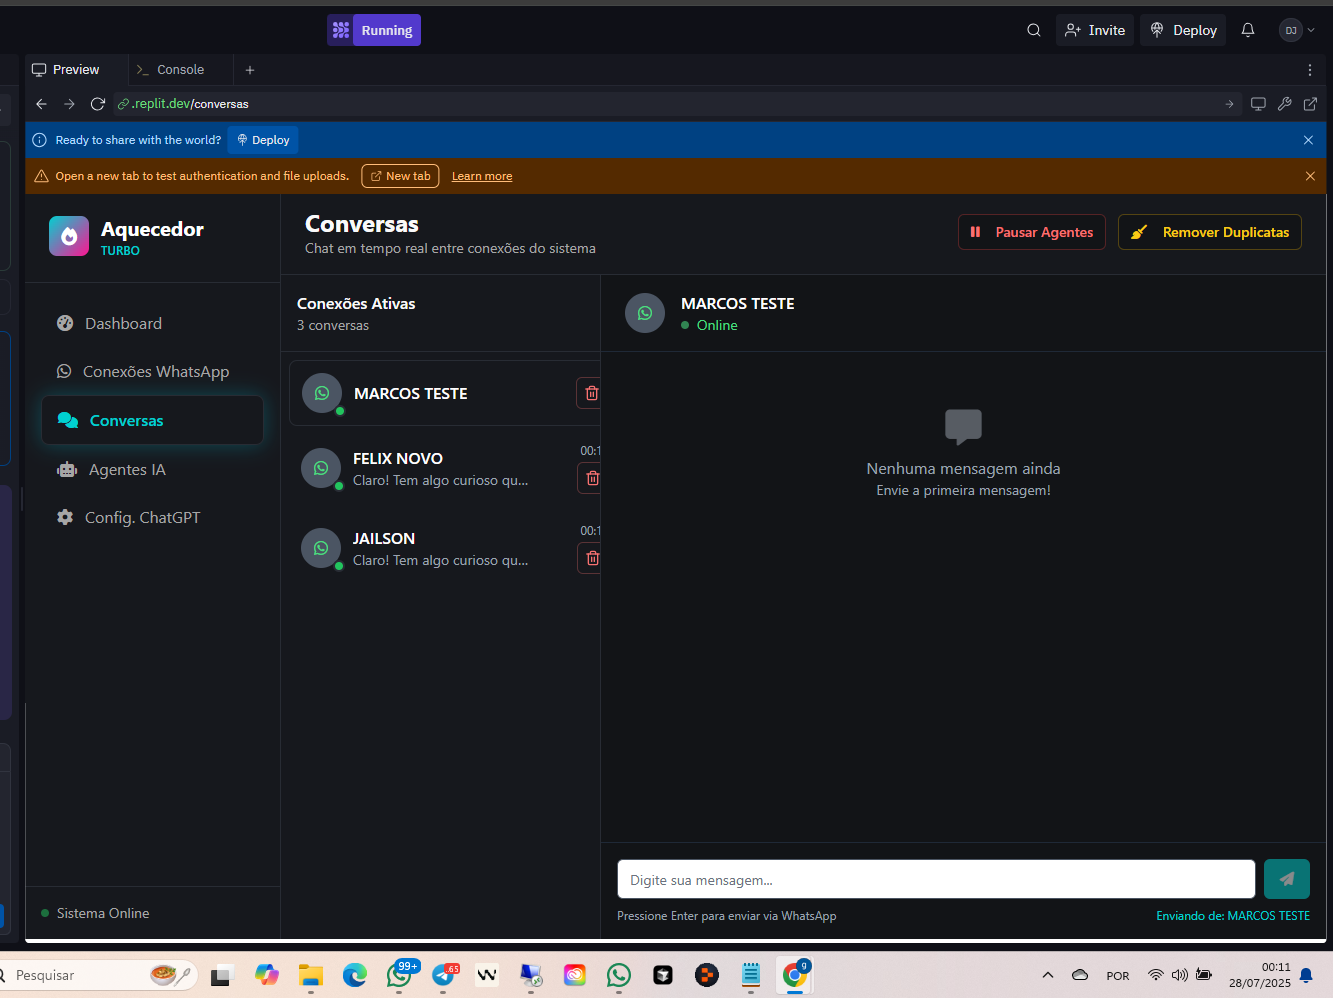 Running
Invite
Deploy
DJ
Preview
Console
.replit.dev/conversas
Ready to share with the world?
Deploy
Open a new tab to test authentication and file uploads.
New tab
Learn more
Aquecedor
TURBO
Dashboard
Conexões WhatsApp
Conversas
Agentes IA
Config. ChatGPT
Sistema Online
Conversas
Chat em tempo real entre conexões do sistema
Pausar Agentes
Remover Duplicatas
Conexões Ativas
3 conversas
MARCOS TESTE
FELIX NOVO
00:1
Claro! Tem algo curioso qu...
JAILSON
00:1
Claro! Tem algo curioso qu...
MARCOS TESTE
Online
Nenhuma mensagem ainda
Envie a primeira mensagem!
Digite sua mensagem...
Pressione Enter para enviar via WhatsApp
Enviando de: MARCOS TESTE
Pesquisar
99+
65
g
POR
00:11
28/07/2025